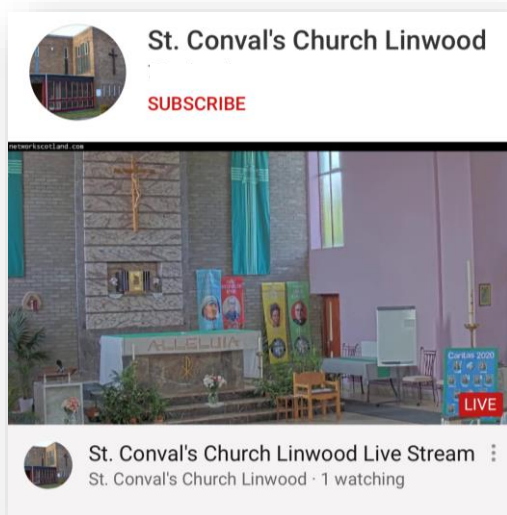 St. Conval's Church Linwood
SUBSCRIBE
networkscotland.com
ALLELUIA
Caritas 2020
LIVE
St. Conval's Church Linwood Live Stream
St. Conval's Church Linwood · 1 watching